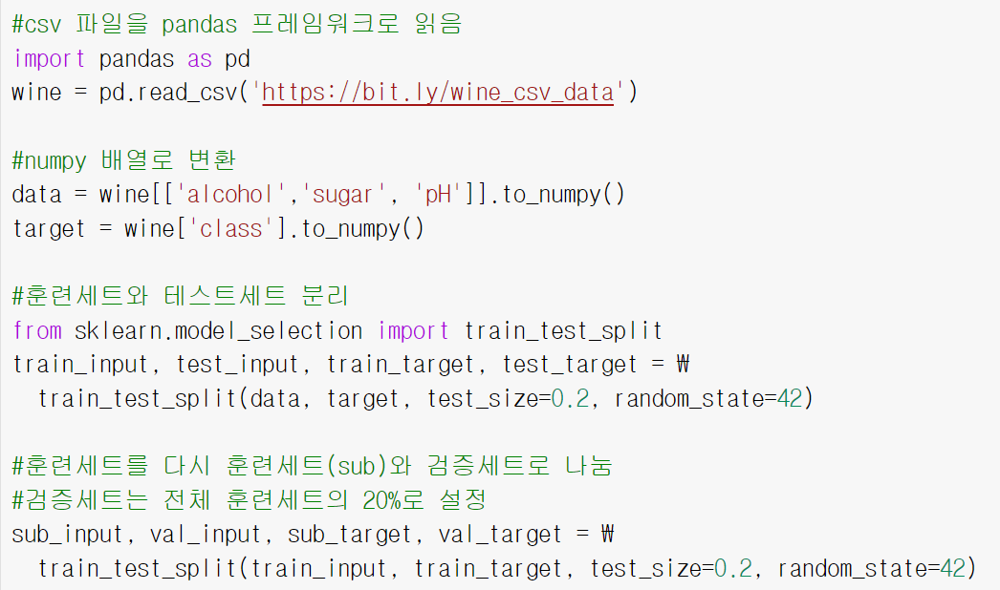 #csv 파일을 pandas 프레임워크로 읽음
import pandas as pd
wine = pd.read_csv('https://bit.ly/wine_csv_data')
#numpy 배열로 변환
data = wine[['alcohol','sugar', 'pH']].to_numpy()
target = wine['class'].to_numpy()
#훈련세트와 테스트세트 분리
from sklearn.model_selection import train_test_split
train_input, test_input, train_target, test_target = ₩
train_test_split(data, target, test_size=0.2, random_state=42)
#훈련세트를 다시 훈련세트(sub)와 검증세트로 나눔
#검증세트는 전체 훈련세트의 20%로 설정
sub_input, val_input, sub_target, val_target = ₩
train_test_split(train_input, train_target, test_size=0.2, random_state=42)